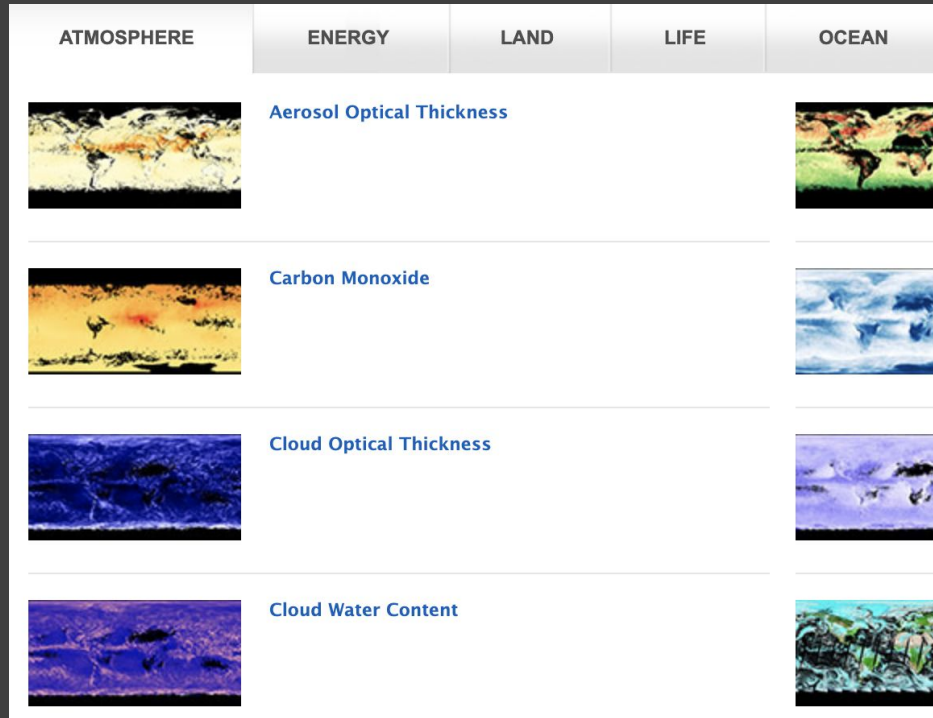 ATMOSPHERE
ENERGY
LAND
LIFE
OCEAN
Aerosol Optical Thickness
Carbon Monoxide
Cloud Optical Thickness
Cloud Water Content